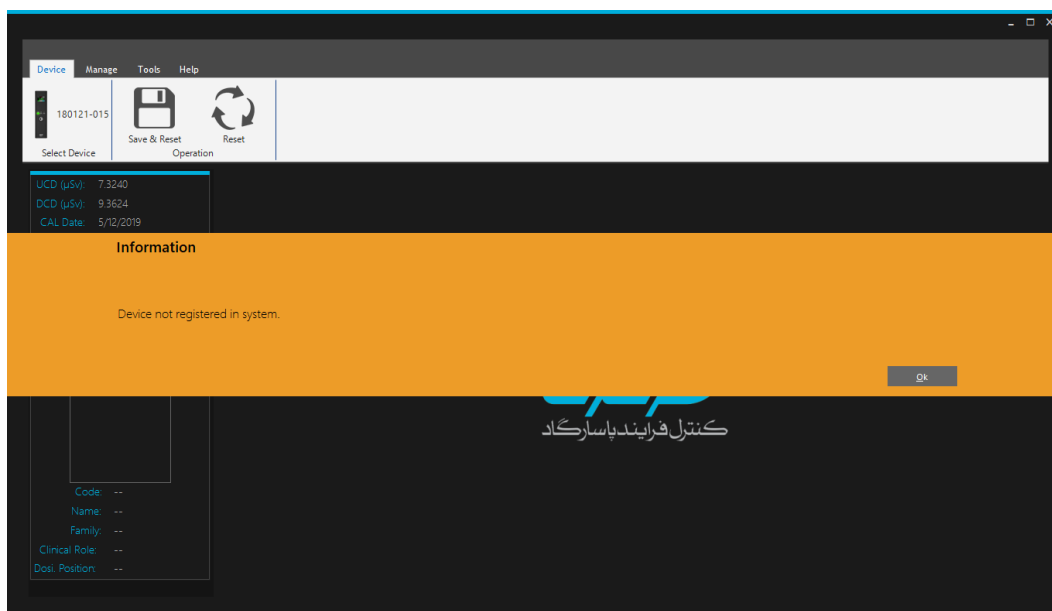 Device Manage Tools Help
180121-015
Save & Reset Reset
Select Device Operation
UCD (µSv): 7.3240
DCD (µSv): 9.3624
CAL Date: 5/12/2019
Information
Device not registered in system.
Ok
کنترل فرایند پاسارگاد
Code: --
Name: --
Family: --
Clinical Role: --
Dosi. Position: --